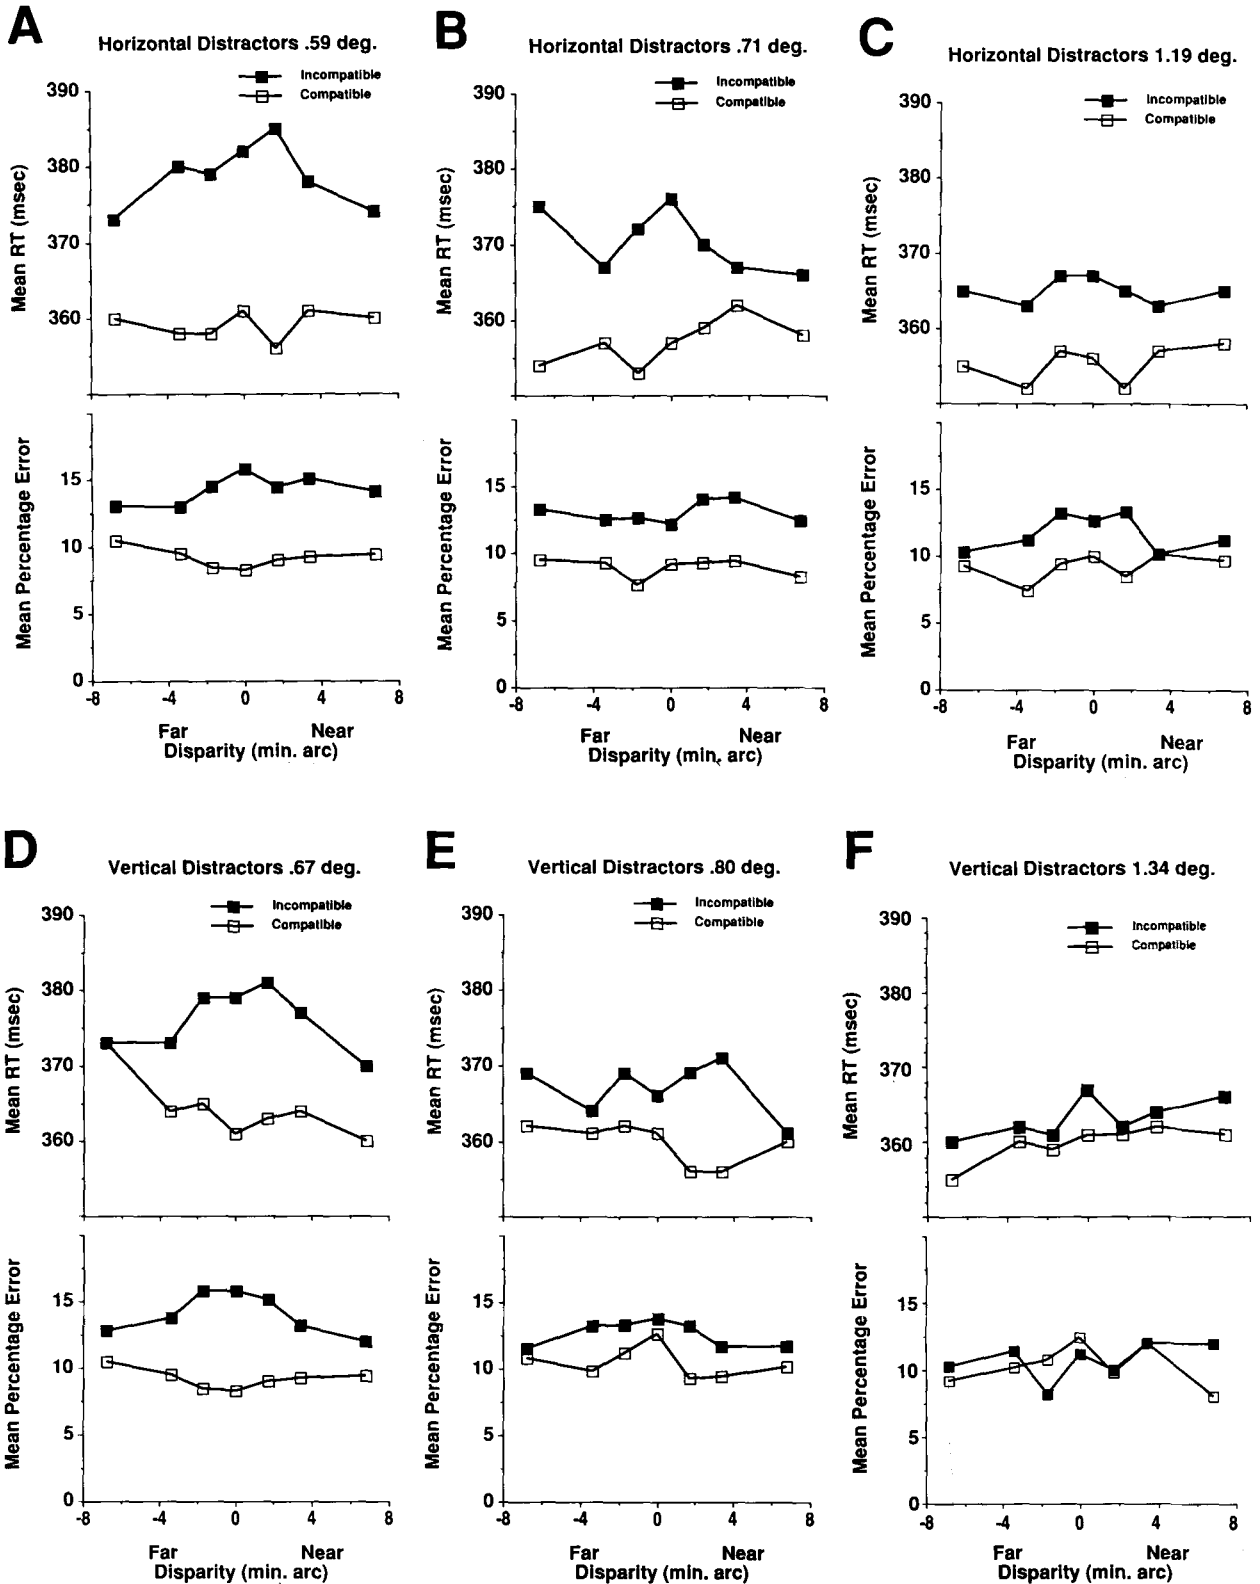 A
Horizontal Distractors .59 deg.
Incompatible
Compatible
390
380
370
360
Mean RT (msec)
15
10
5
0
Mean Percentage Error
-8 -4 0 4 8
Far Near
Disparity (min. arc)
B
Horizontal Distractors .71 deg.
Incompatible
Compatible
390
380
370
360
Mean RT (msec)
15
10
5
0
Mean Percentage Error
-8 -4 0 4 8
Far Near
Disparity (min. arc)
C
Horizontal Distractors 1.19 deg.
Incompatible
Compatible
390
380
370
360
Mean RT (msec)
15
10
5
0
Mean Percentage Error
-8 -4 0 4 8
Far Near
Disparity (min. arc)
D
Vertical Distractors .67 deg.
Incompatible
Compatible
390
380
370
360
Mean RT (msec)
15
10
5
0
Mean Percentage Error
-8 -4 0 4 8
Far Near
Disparity (min. arc)
E
Vertical Distractors .80 deg.
Incompatible
Compatible
390
380
370
360
Mean RT (msec)
15
10
5
0
Mean Percentage Error
-8 -4 0 4 8
Far Near
Disparity (min. arc)
F
Vertical Distractors 1.34 deg.
Incompatible
Compatible
390
380
370
360
Mean RT (msec)
15
10
5
0
Mean Percentage Error
-8 -4 0 4 8
Far Near
Disparity (min. arc)